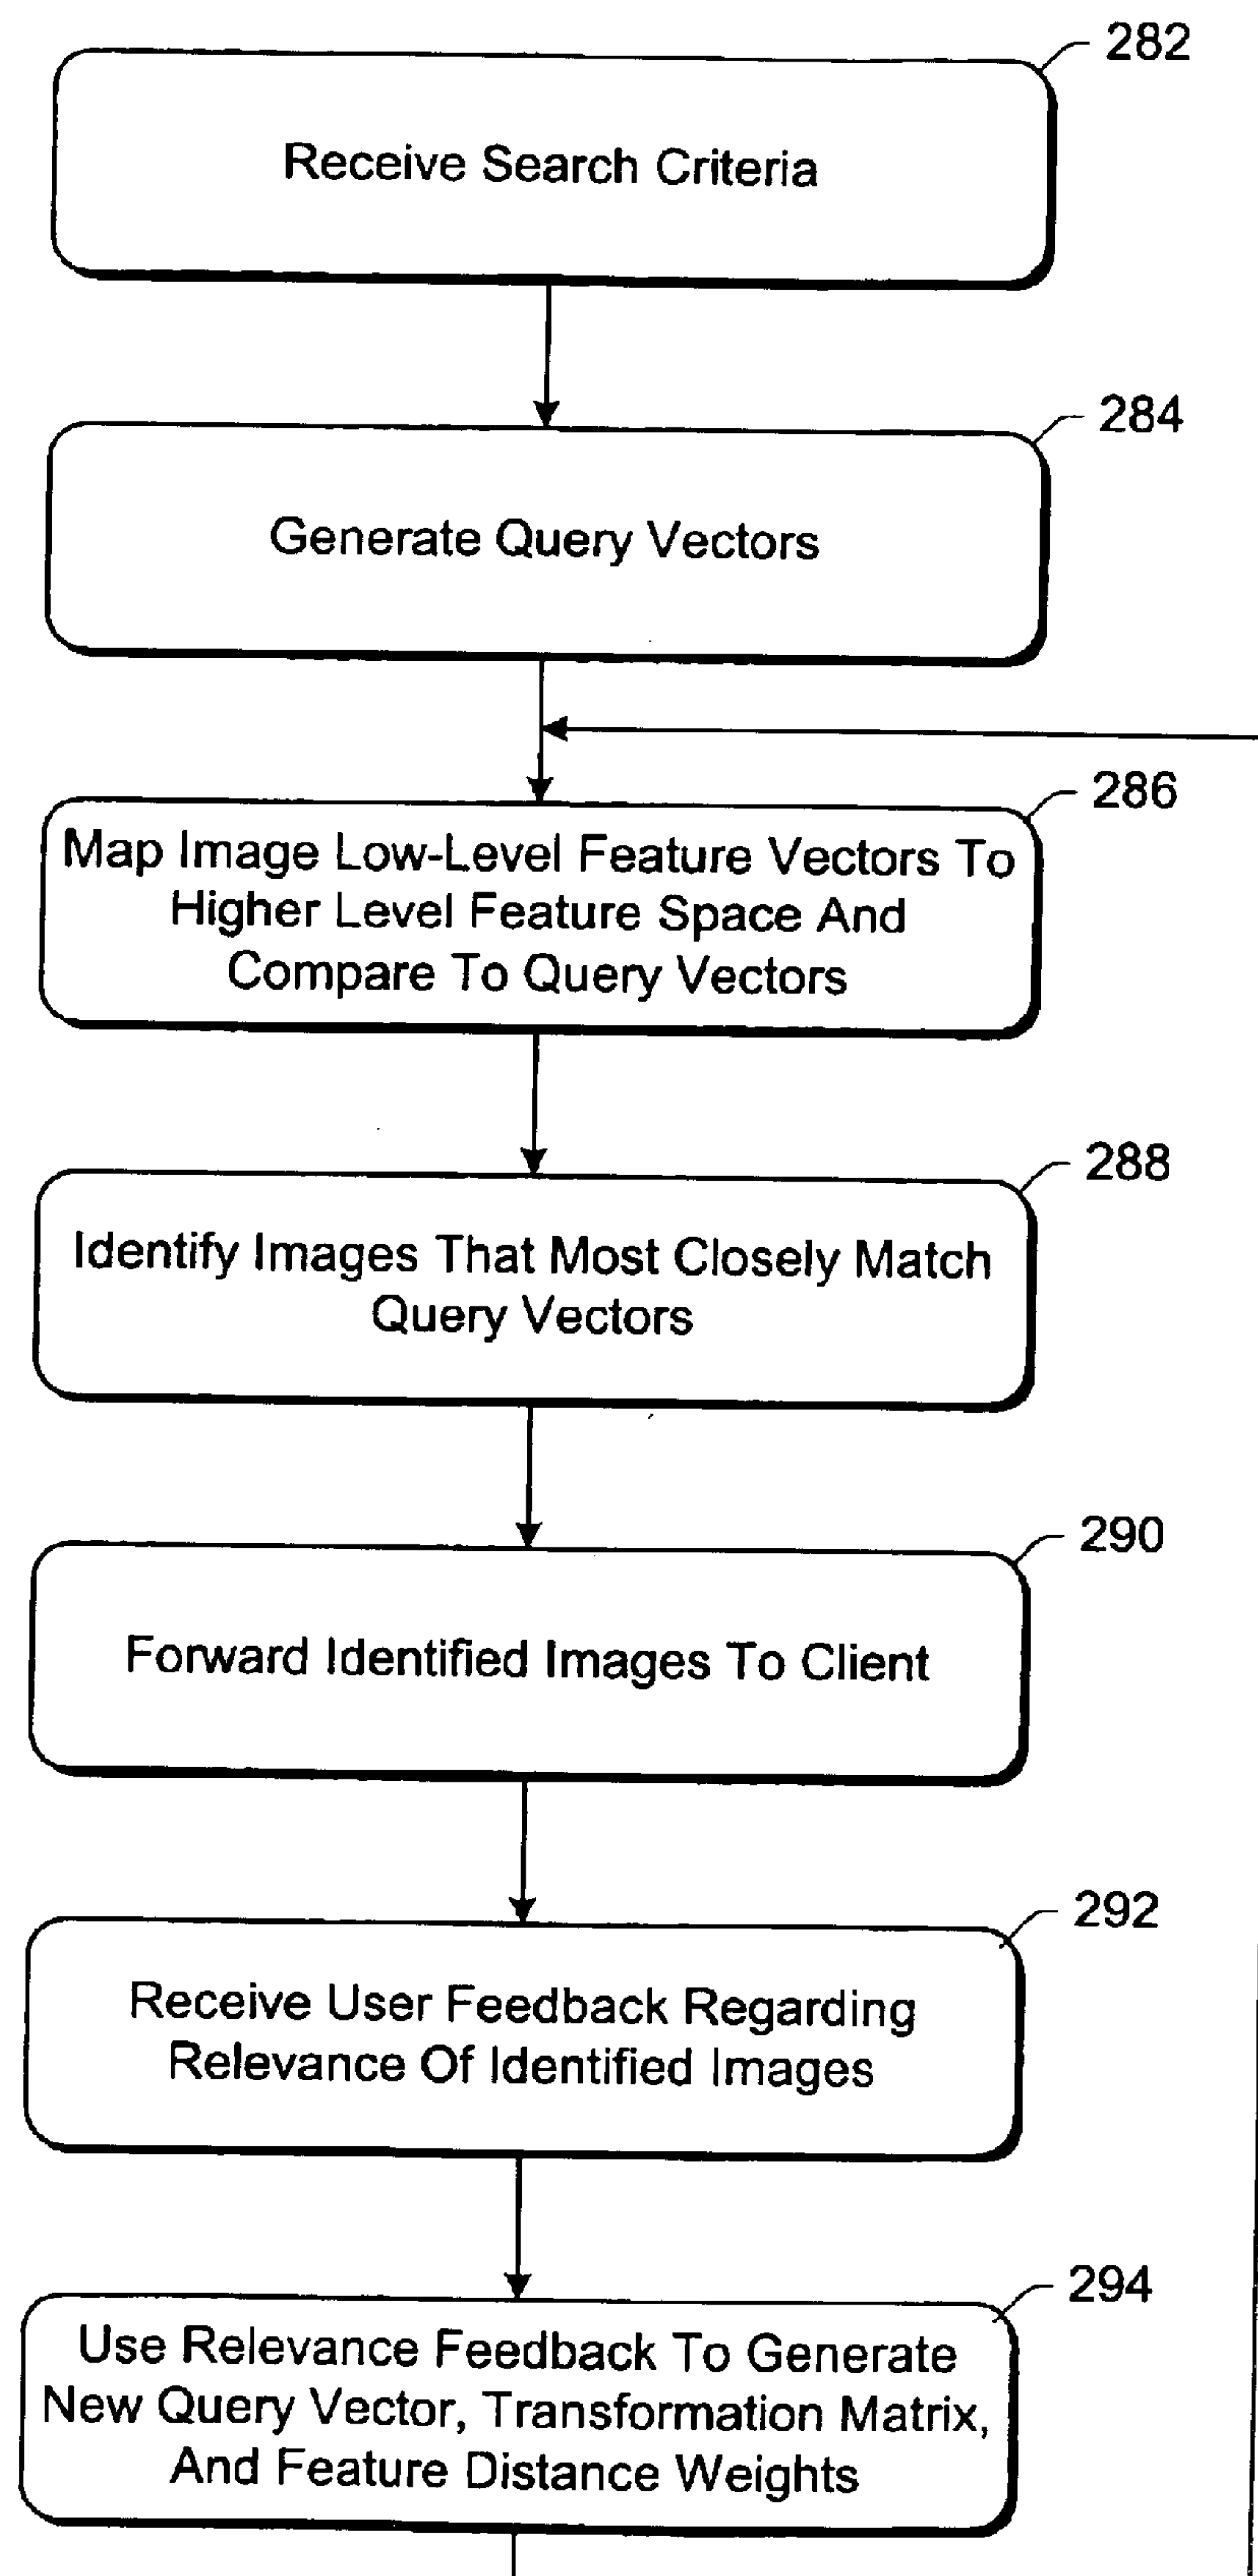 282
Receive Search Criteria
284
Generate Query Vectors
286
Map Image Low-Level Feature Vectors To
Higher Level Feature Space And
Compare To Query Vectors
288
Identify Images That Most Closely Match
Query Vectors
290
Forward Identified Images To Client
292
Receive User Feedback Regarding
Relevance Of Identified Images
294
Use Relevance Feedback To Generate
New Query Vector, Transformation Matrix,
And Feature Distance Weights